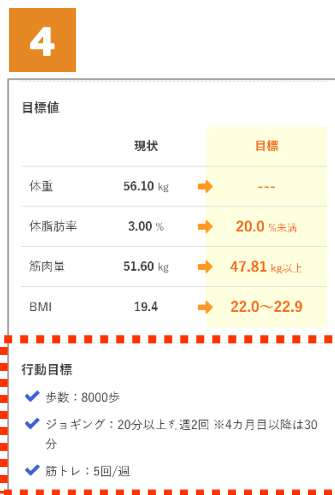 4
目標値
現状 目標
体重 56.10 kg ---
体脂肪率 3.00 % 20.0 %未満
筋肉量 51.60 kg 47.81 kg以上
BMI 19.4 22.0〜22.9
行動目標
歩数：8000歩
ジョギング：20分以上を週2回 ※4カ月目以降は30
分
筋トレ：5回/週